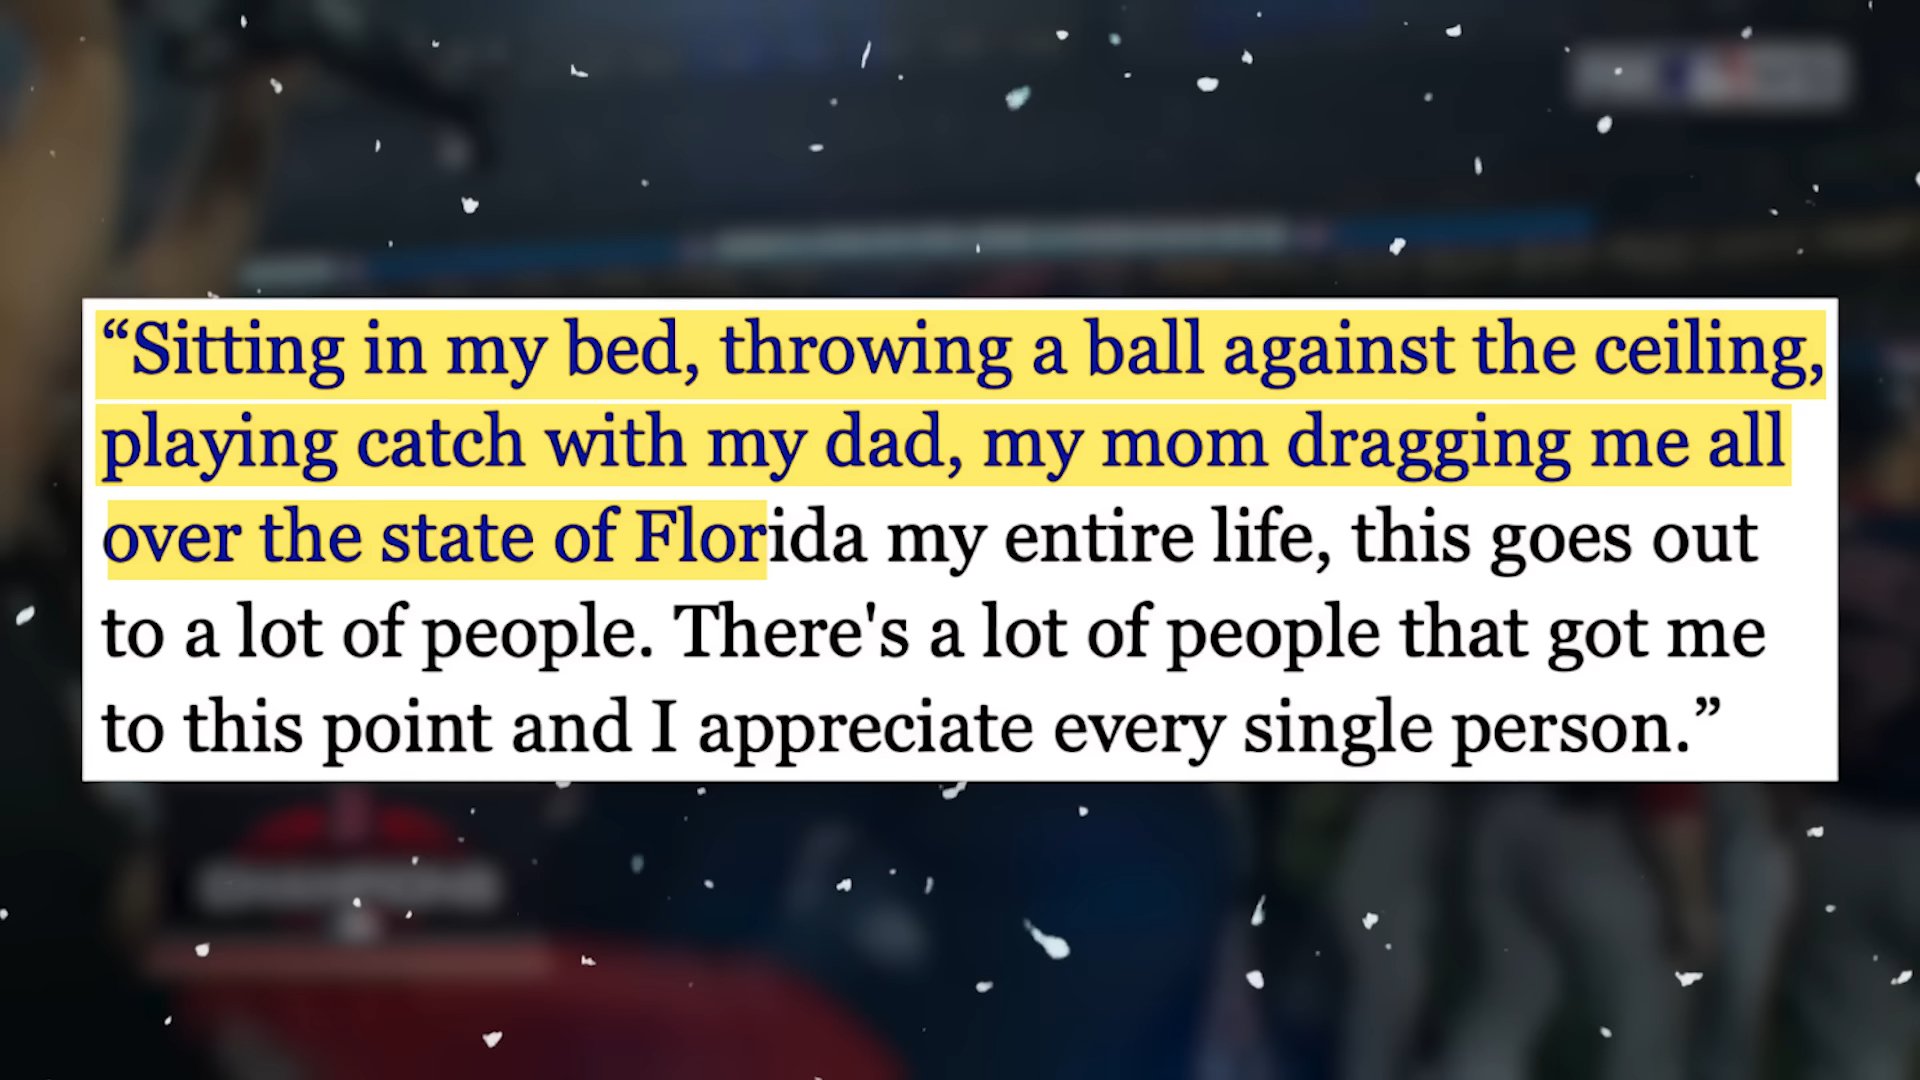 “Sitting in my bed, throwing a ball against the ceiling,
playing catch with my dad, my mom dragging me all
over the state of Florida my entire life, this goes out
to a lot of people. There's a lot of people that got me
to this point and I appreciate every single person.”